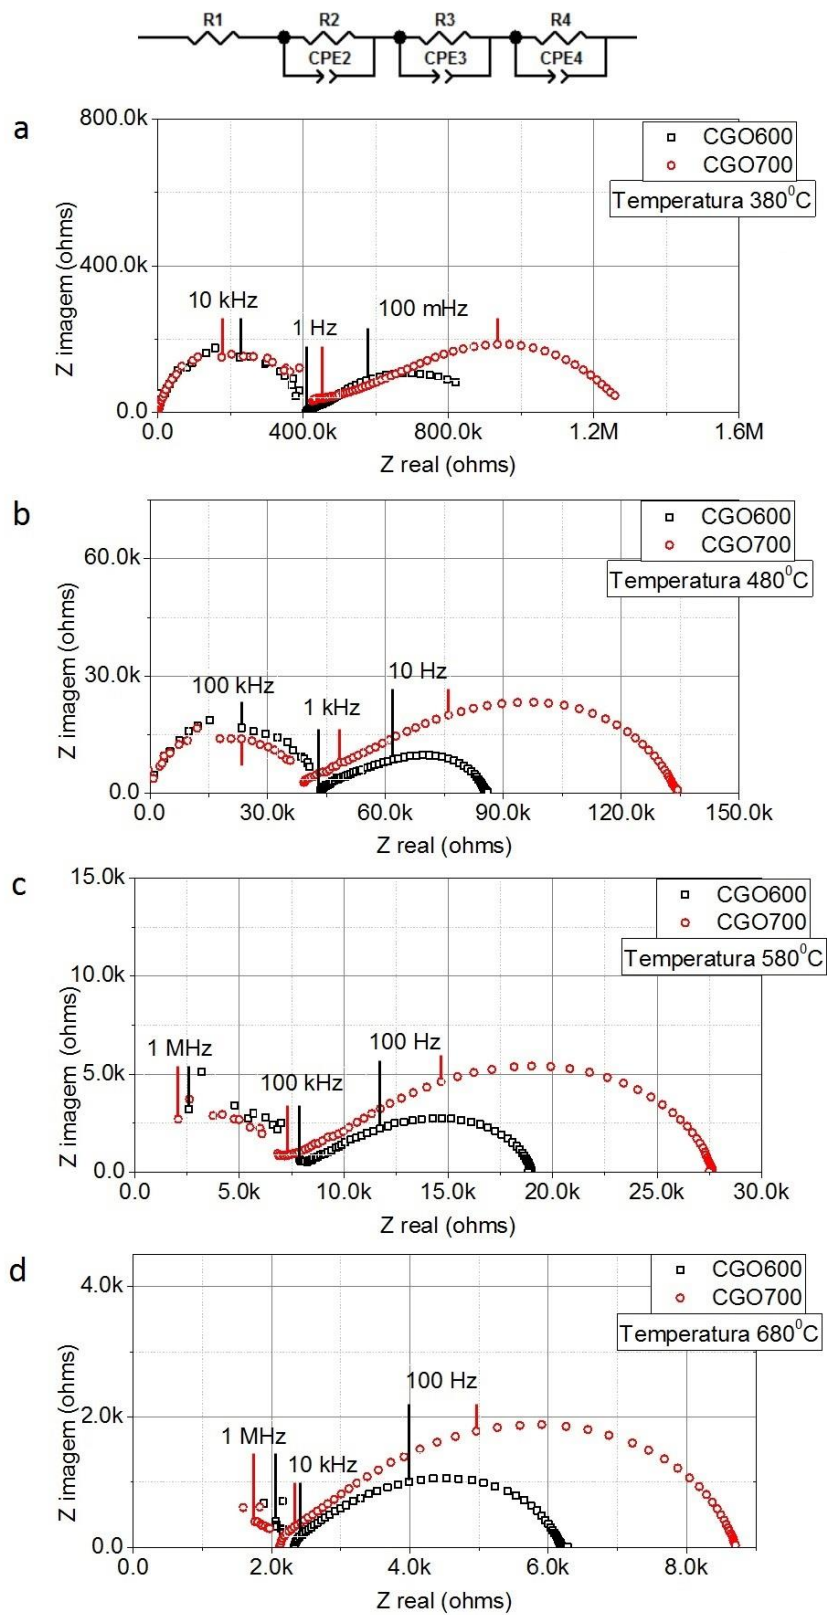 R1 R2 R3 R4
CPE2 CPE3 CPE4
a
800.0k
400.0k
0.0
Z imagem (ohms)
CGO600
CGO700
Temperatura 380⁰C
10 kHz
1 Hz
100 mHz
0.0 400.0k 800.0k 1.2M 1.6M
Z real (ohms)
b
60.0k
30.0k
0.0
Z imagem (ohms)
CGO600
CGO700
Temperatura 480⁰C
100 kHz
1 kHz
10 Hz
0.0 30.0k 60.0k 90.0k 120.0k 150.0k
Z real (ohms)
c
15.0k
10.0k
5.0k
0.0
Z imagem (ohms)
CGO600
CGO700
Temperatura 580⁰C
1 MHz
100 kHz
100 Hz
0.0 5.0k 10.0k 15.0k 20.0k 25.0k 30.0k
Z real (ohms)
d
4.0k
2.0k
0.0
Z imagem (ohms)
CGO600
CGO700
Temperatura 680⁰C
1 MHz
10 kHz
100 Hz
0.0 2.0k 4.0k 6.0k 8.0k
Z real (ohms)